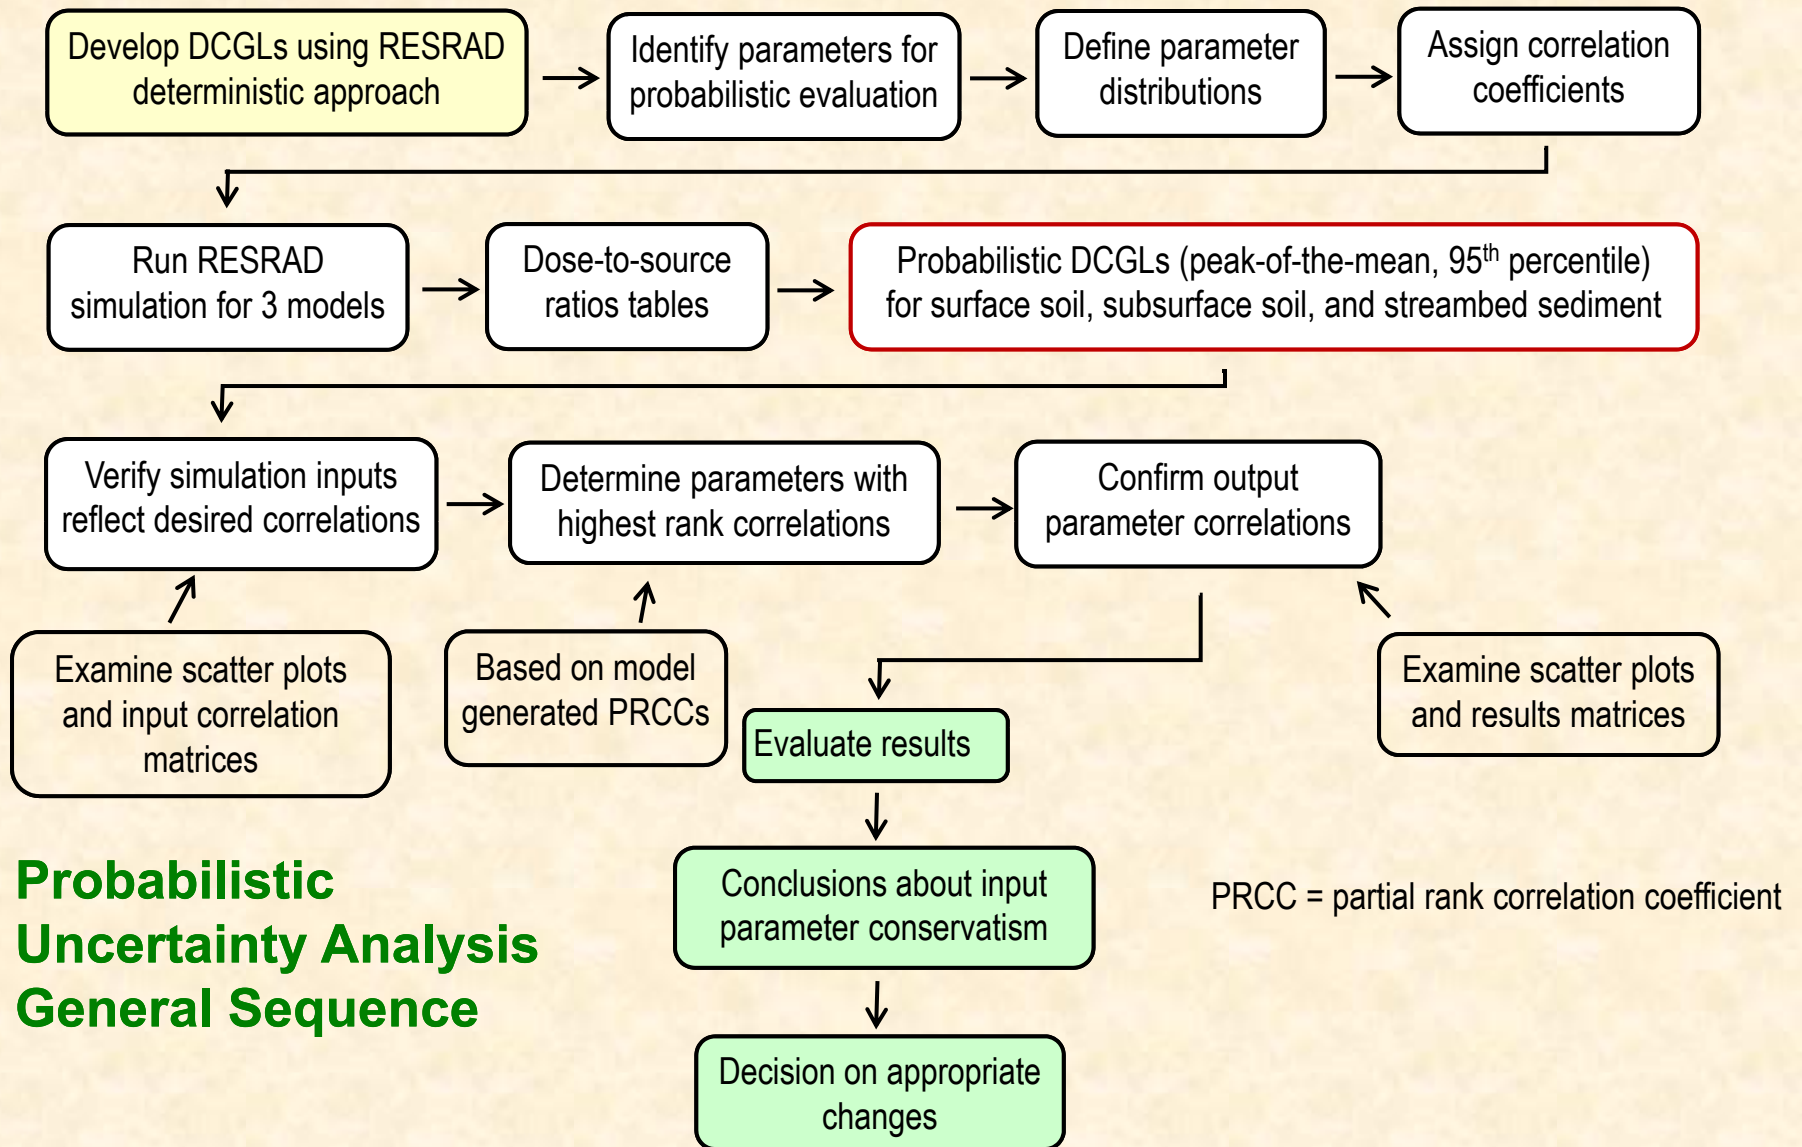 Develop DCGLs using RESRAD
deterministic approach
Identify parameters for
probabilistic evaluation
Define parameter
distributions
Assign correlation
coefficients
Run RESRAD
simulation for 3 models
Dose-to-source
ratios tables
Probabilistic DCGLs (peak-of-the-mean, 95th percentile)
for surface soil, subsurface soil, and streambed sediment
Verify simulation inputs
reflect desired correlations
Determine parameters with
highest rank correlations
Confirm output
parameter correlations
Examine scatter plots
and input correlation
matrices
Based on model
generated PRCCs
Examine scatter plots
and results matrices
Evaluate results
Conclusions about input
parameter conservatism
Decision on appropriate
changes
Probabilistic
Uncertainty Analysis
General Sequence
PRCC = partial rank correlation coefficient